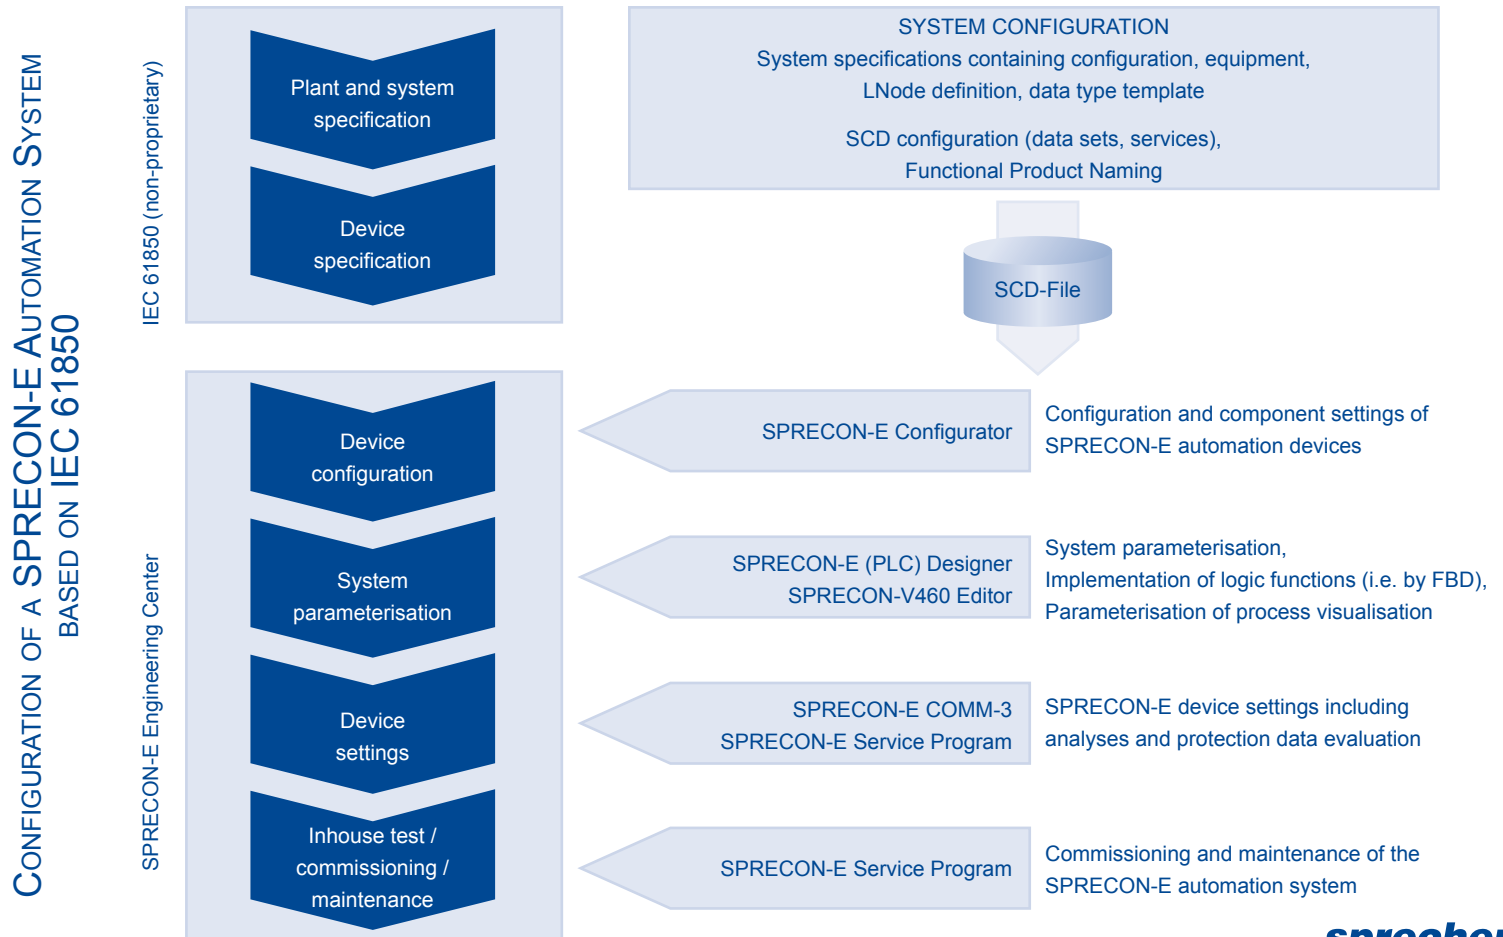 CONFIGURATION OF A SPRECON-E AUTOMATION SYSTEM
BASED ON IEC 61850
IEC 61850 (non-proprietary)
Plant and system
specification
Device
specification
SYSTEM CONFIGURATION
System specifications containing configuration, equipment,
LNode definition, data type template
SCD configuration (data sets, services),
Functional Product Naming
SCD-File
SPRECON-E Engineering Center
Device
configuration
SPRECON-E Configurator
Configuration and component settings of
SPRECON-E automation devices
System
parameterisation
SPRECON-E (PLC) Designer
SPRECON-V460 Editor
System parameterisation,
Implementation of logic functions (i.e. by FBD),
Parameterisation of process visualisation
Device
settings
SPRECON-E COMM-3
SPRECON-E Service Program
SPRECON-E device settings including
analyses and protection data evaluation
Inhouse test /
commissioning /
maintenance
SPRECON-E Service Program
Commissioning and maintenance of the
SPRECON-E automation system